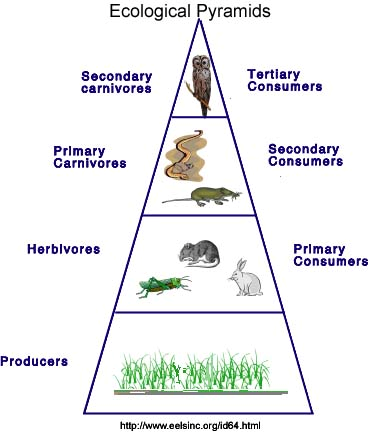 Ecological Pyramids
Secondary
carnivores
Tertiary
Consumers
Primary
Carnivores
Secondary
Consumers
Herbivores
Primary
Consumers
Producers
http://www.eelsinc.org/id64.html